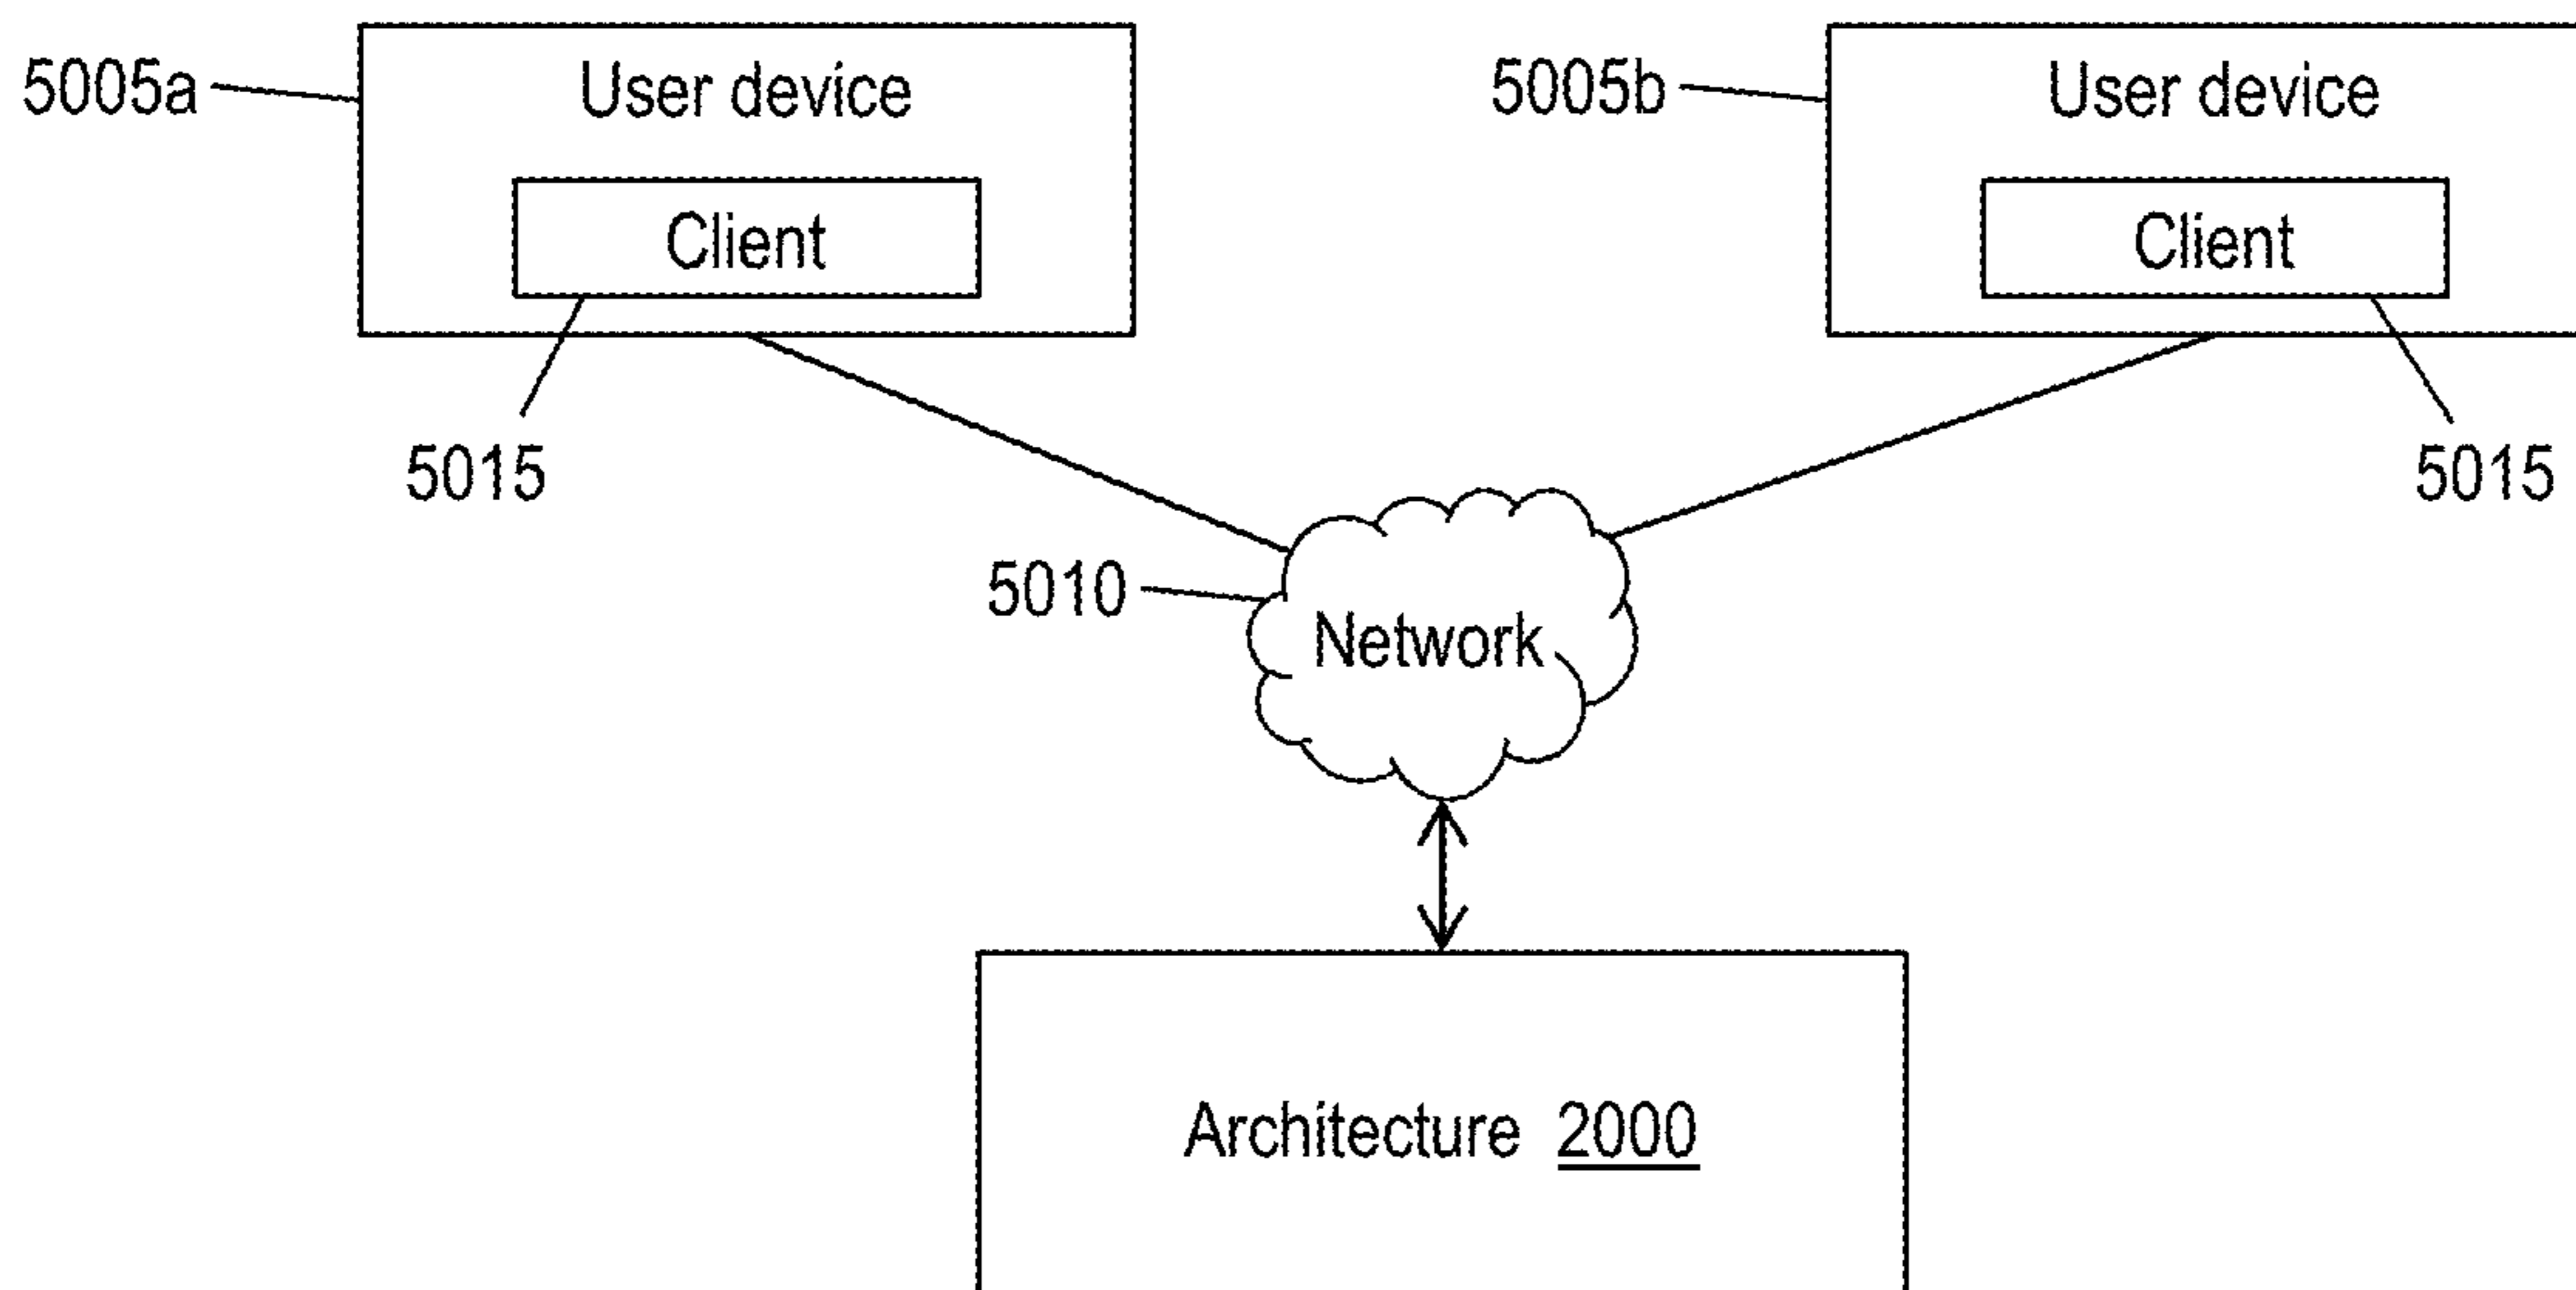 5005a
User device
5005b
User device
Client
Client
5015
5015
5010
Network
Architecture 2000